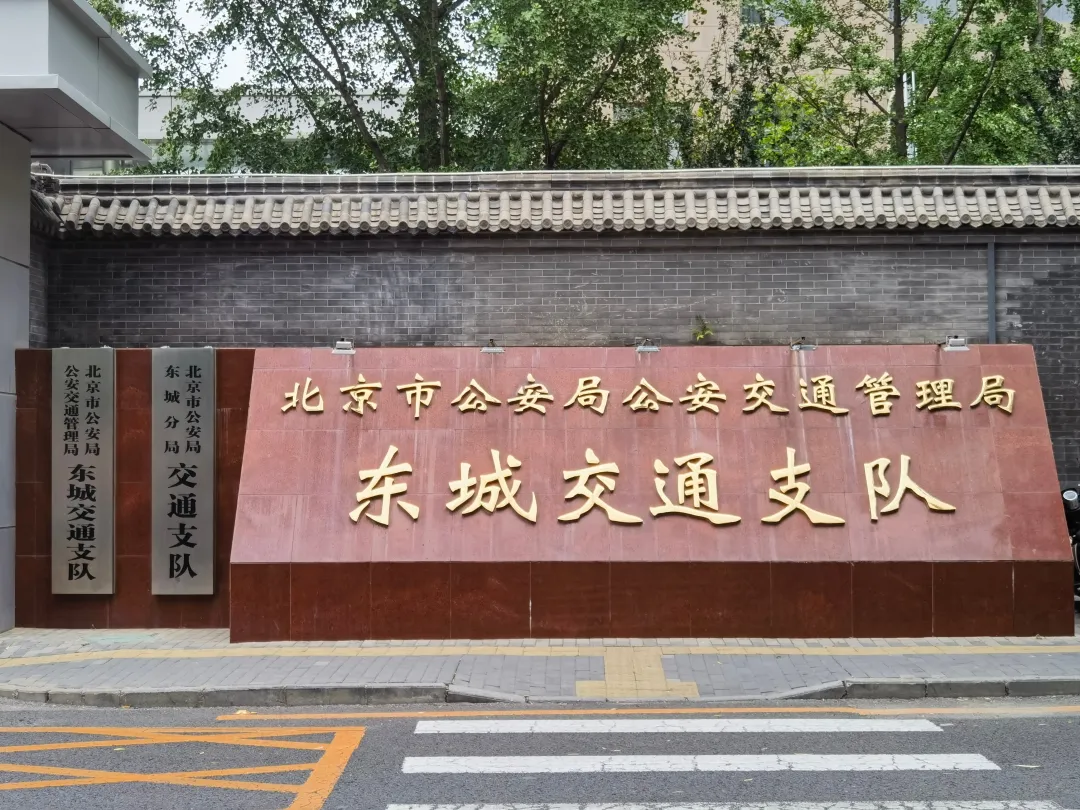 北京市公安局公安交通管理局
东城交通支队
北京市公安局
公安交通管理局
东城交通支队
北京市公安局
东城分局
交通支队